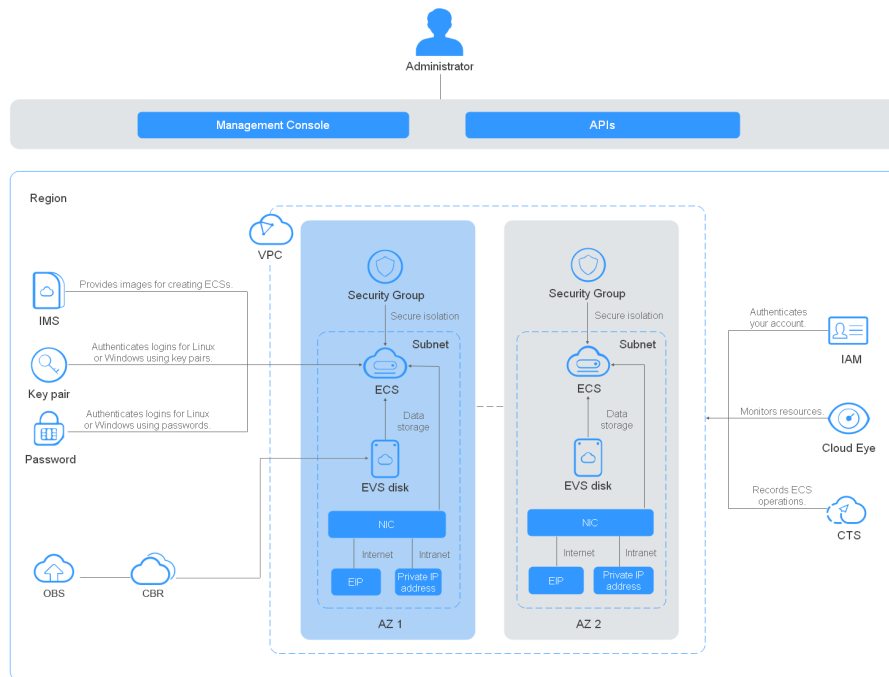 Administrator
Management Console
APIs
Region
VPC
Security Group
Secure isolation
Subnet
ECS
Data
storage
EVS disk
NIC
Internet
Intranet
EIP
Private IP
address
AZ 1
Security Group
Secure isolation
Subnet
ECS
Data
storage
EVS disk
NIC
Internet
Intranet
EIP
Private IP
address
AZ 2
Provides images for creating ECSs.
IMS
Authenticates logins for Linux
or Windows using key pairs.
Key pair
Authenticates logins for Linux
or Windows using passwords.
Password
OBS
CBR
Authenticates
your account.
IAM
Monitors resources.
Cloud Eye
Records ECS
operations.
CTS